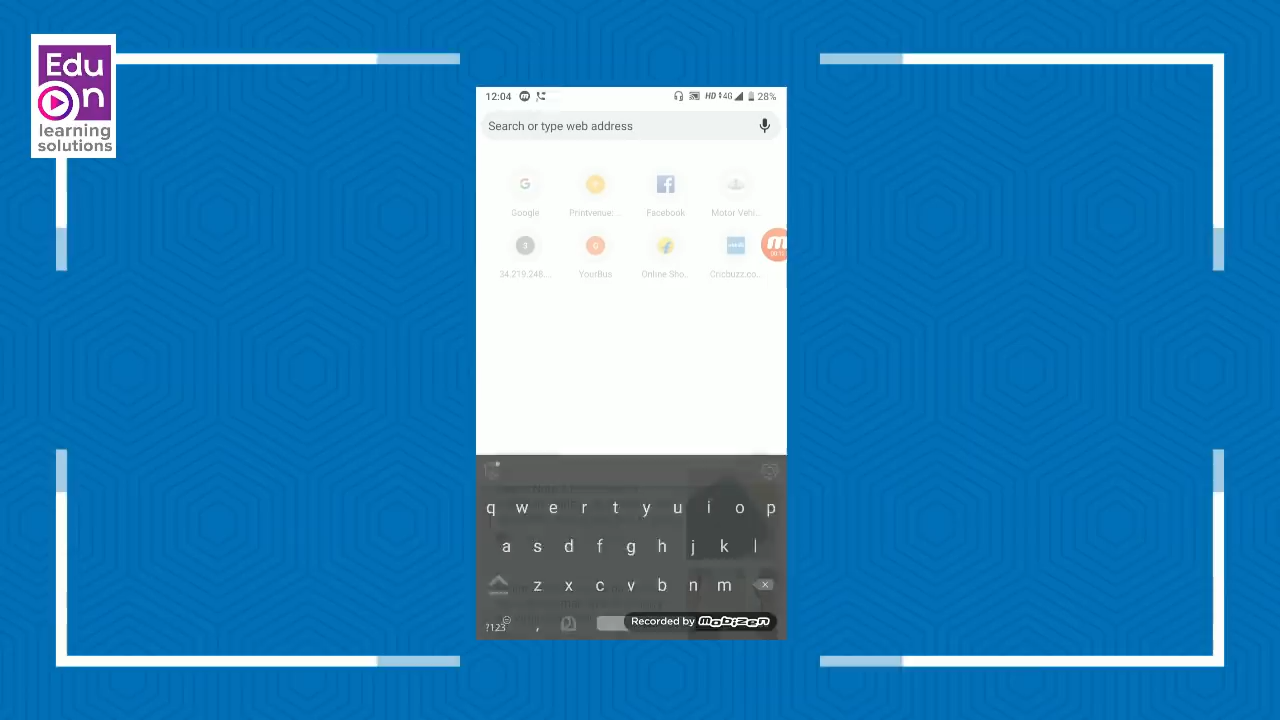 Edu
n
learning
solutions
12:04 HD 4G 28%
Search or type web address
G
Google
Printvenue:...
f
Facebook
Motor Vehi...
3
34.219.248....
G
YourBus
f
Online Sho..
Cricbuzz.co..
m
q w e r t y u i o p
a s d f g h j k l
z x c v b n m
?123 ,
Recorded by Mobizen